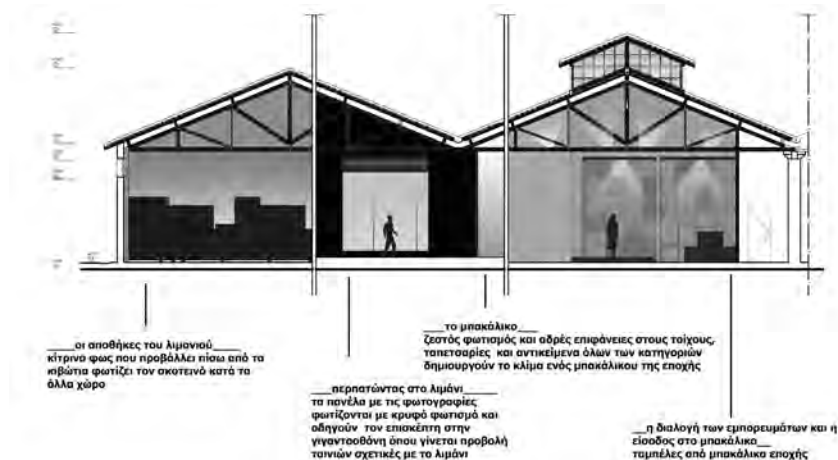 ___οι αποθήκες του λιμανιού___
κίτρινο φως που προβάλλει πίσω από τα
κιβώτια φωτίζει τον σκοτεινό κατά τα
άλλα χώρο
___περπατώντας στο λιμάνι___
τα πανέλα με τις φωτογραφίες
φωτίζονται με κρυφό φωτισμό και
οδηγούν τον επισκέπτη στην
γιγαντοοθόνη όπου γίνεται προβολή
ταινιών σχετικές με το λιμάνι
___το μπακάλικο___
ζεστός φωτισμός και αδρές επιφάνειες στους τοίχους,
ταπετσαρίες και αντικείμενα όλων των κατηγοριών
δημιουργούν το κλίμα ενός μπακάλικου της εποχής
___η διαλογή των εμπορευμάτων και η
είσοδος στο μπακάλικο___
ταμπέλες από μπακάλικα εποχής